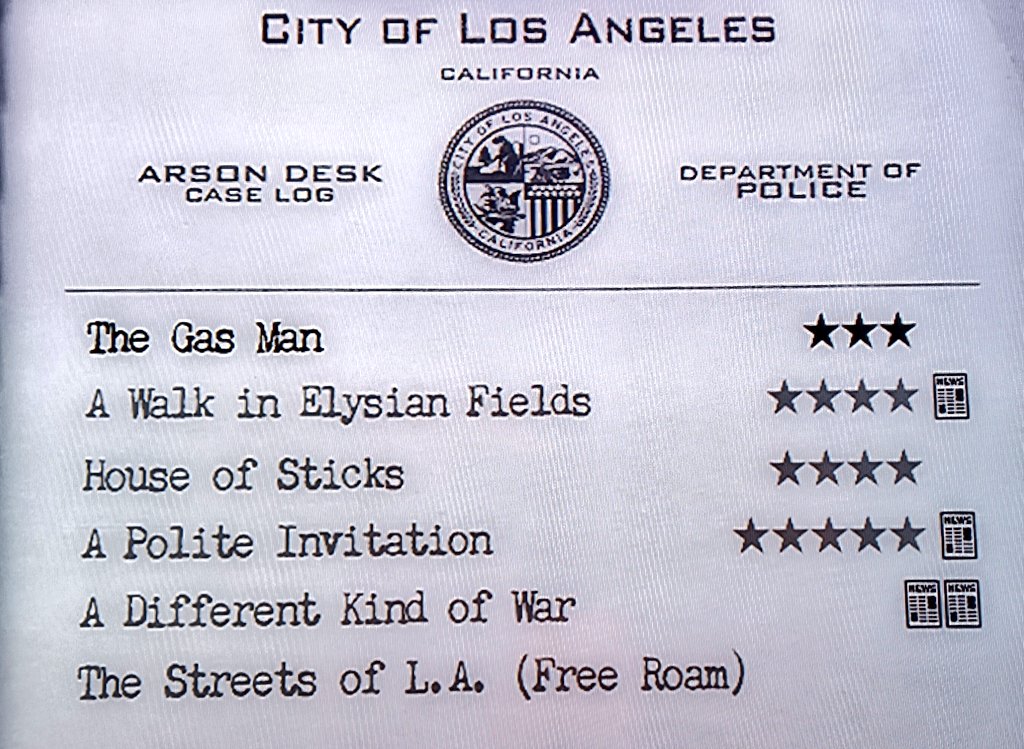 CITY OF LOS ANGELES
CALIFORNIA
ARSON DESK
CASE LOG
CITY OF LOS ANGELES
CALIFORNIA
DEPARTMENT OF
POLICE
The Gas Man
A Walk in Elysian Fields NEWS
House of Sticks
A Polite Invitation NEWS
A Different Kind of War NEWS NEWS
The Streets of L.A. (Free Roam)